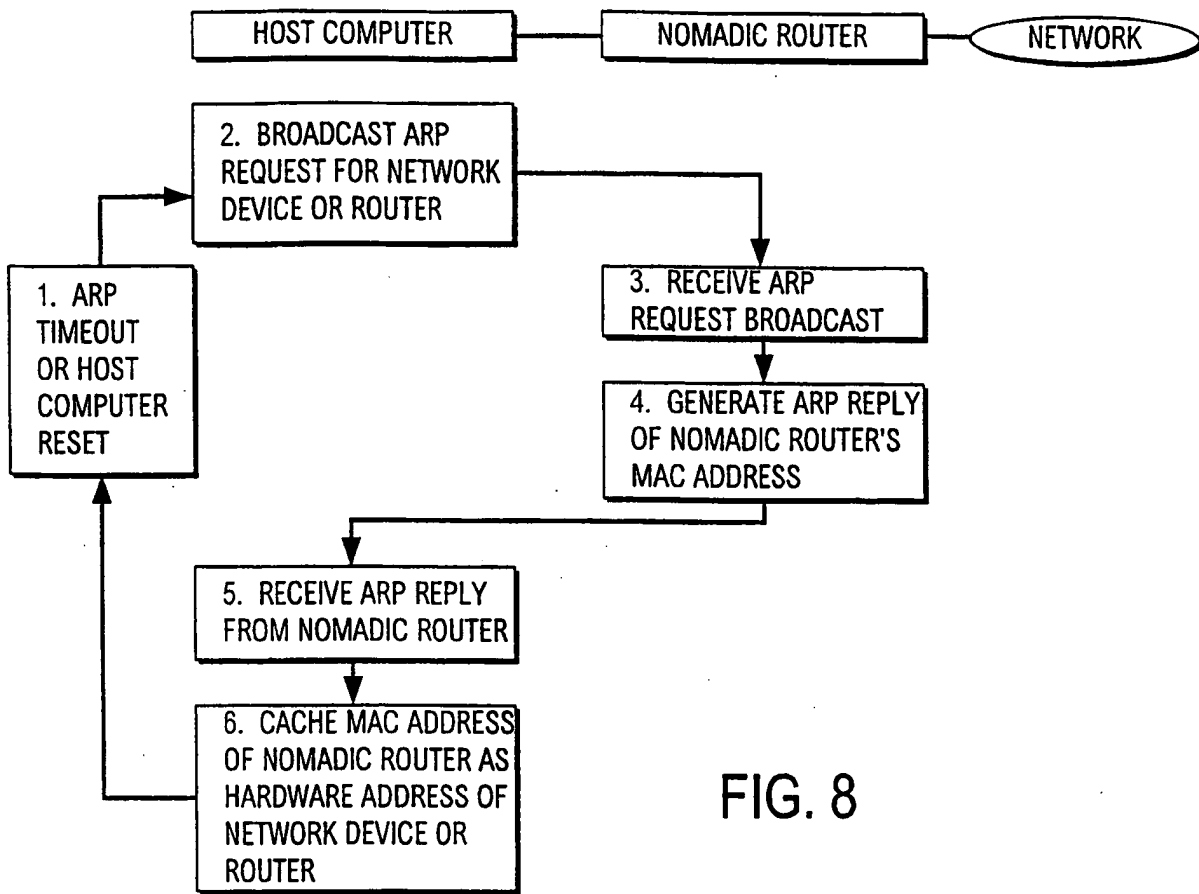 HOST COMPUTER
NOMADIC ROUTER
NETWORK
2. BROADCAST ARP
REQUEST FOR NETWORK
DEVICE OR ROUTER
1. ARP
TIMEOUT
OR HOST
COMPUTER
RESET
3. RECEIVE ARP
REQUEST BROADCAST
4. GENERATE ARP REPLY
OF NOMADIC ROUTER'S
MAC ADDRESS
5. RECEIVE ARP REPLY
FROM NOMADIC ROUTER
6. CACHE MAC ADDRESS
OF NOMADIC ROUTER AS
HARDWARE ADDRESS OF
NETWORK DEVICE OR
ROUTER
FIG. 8